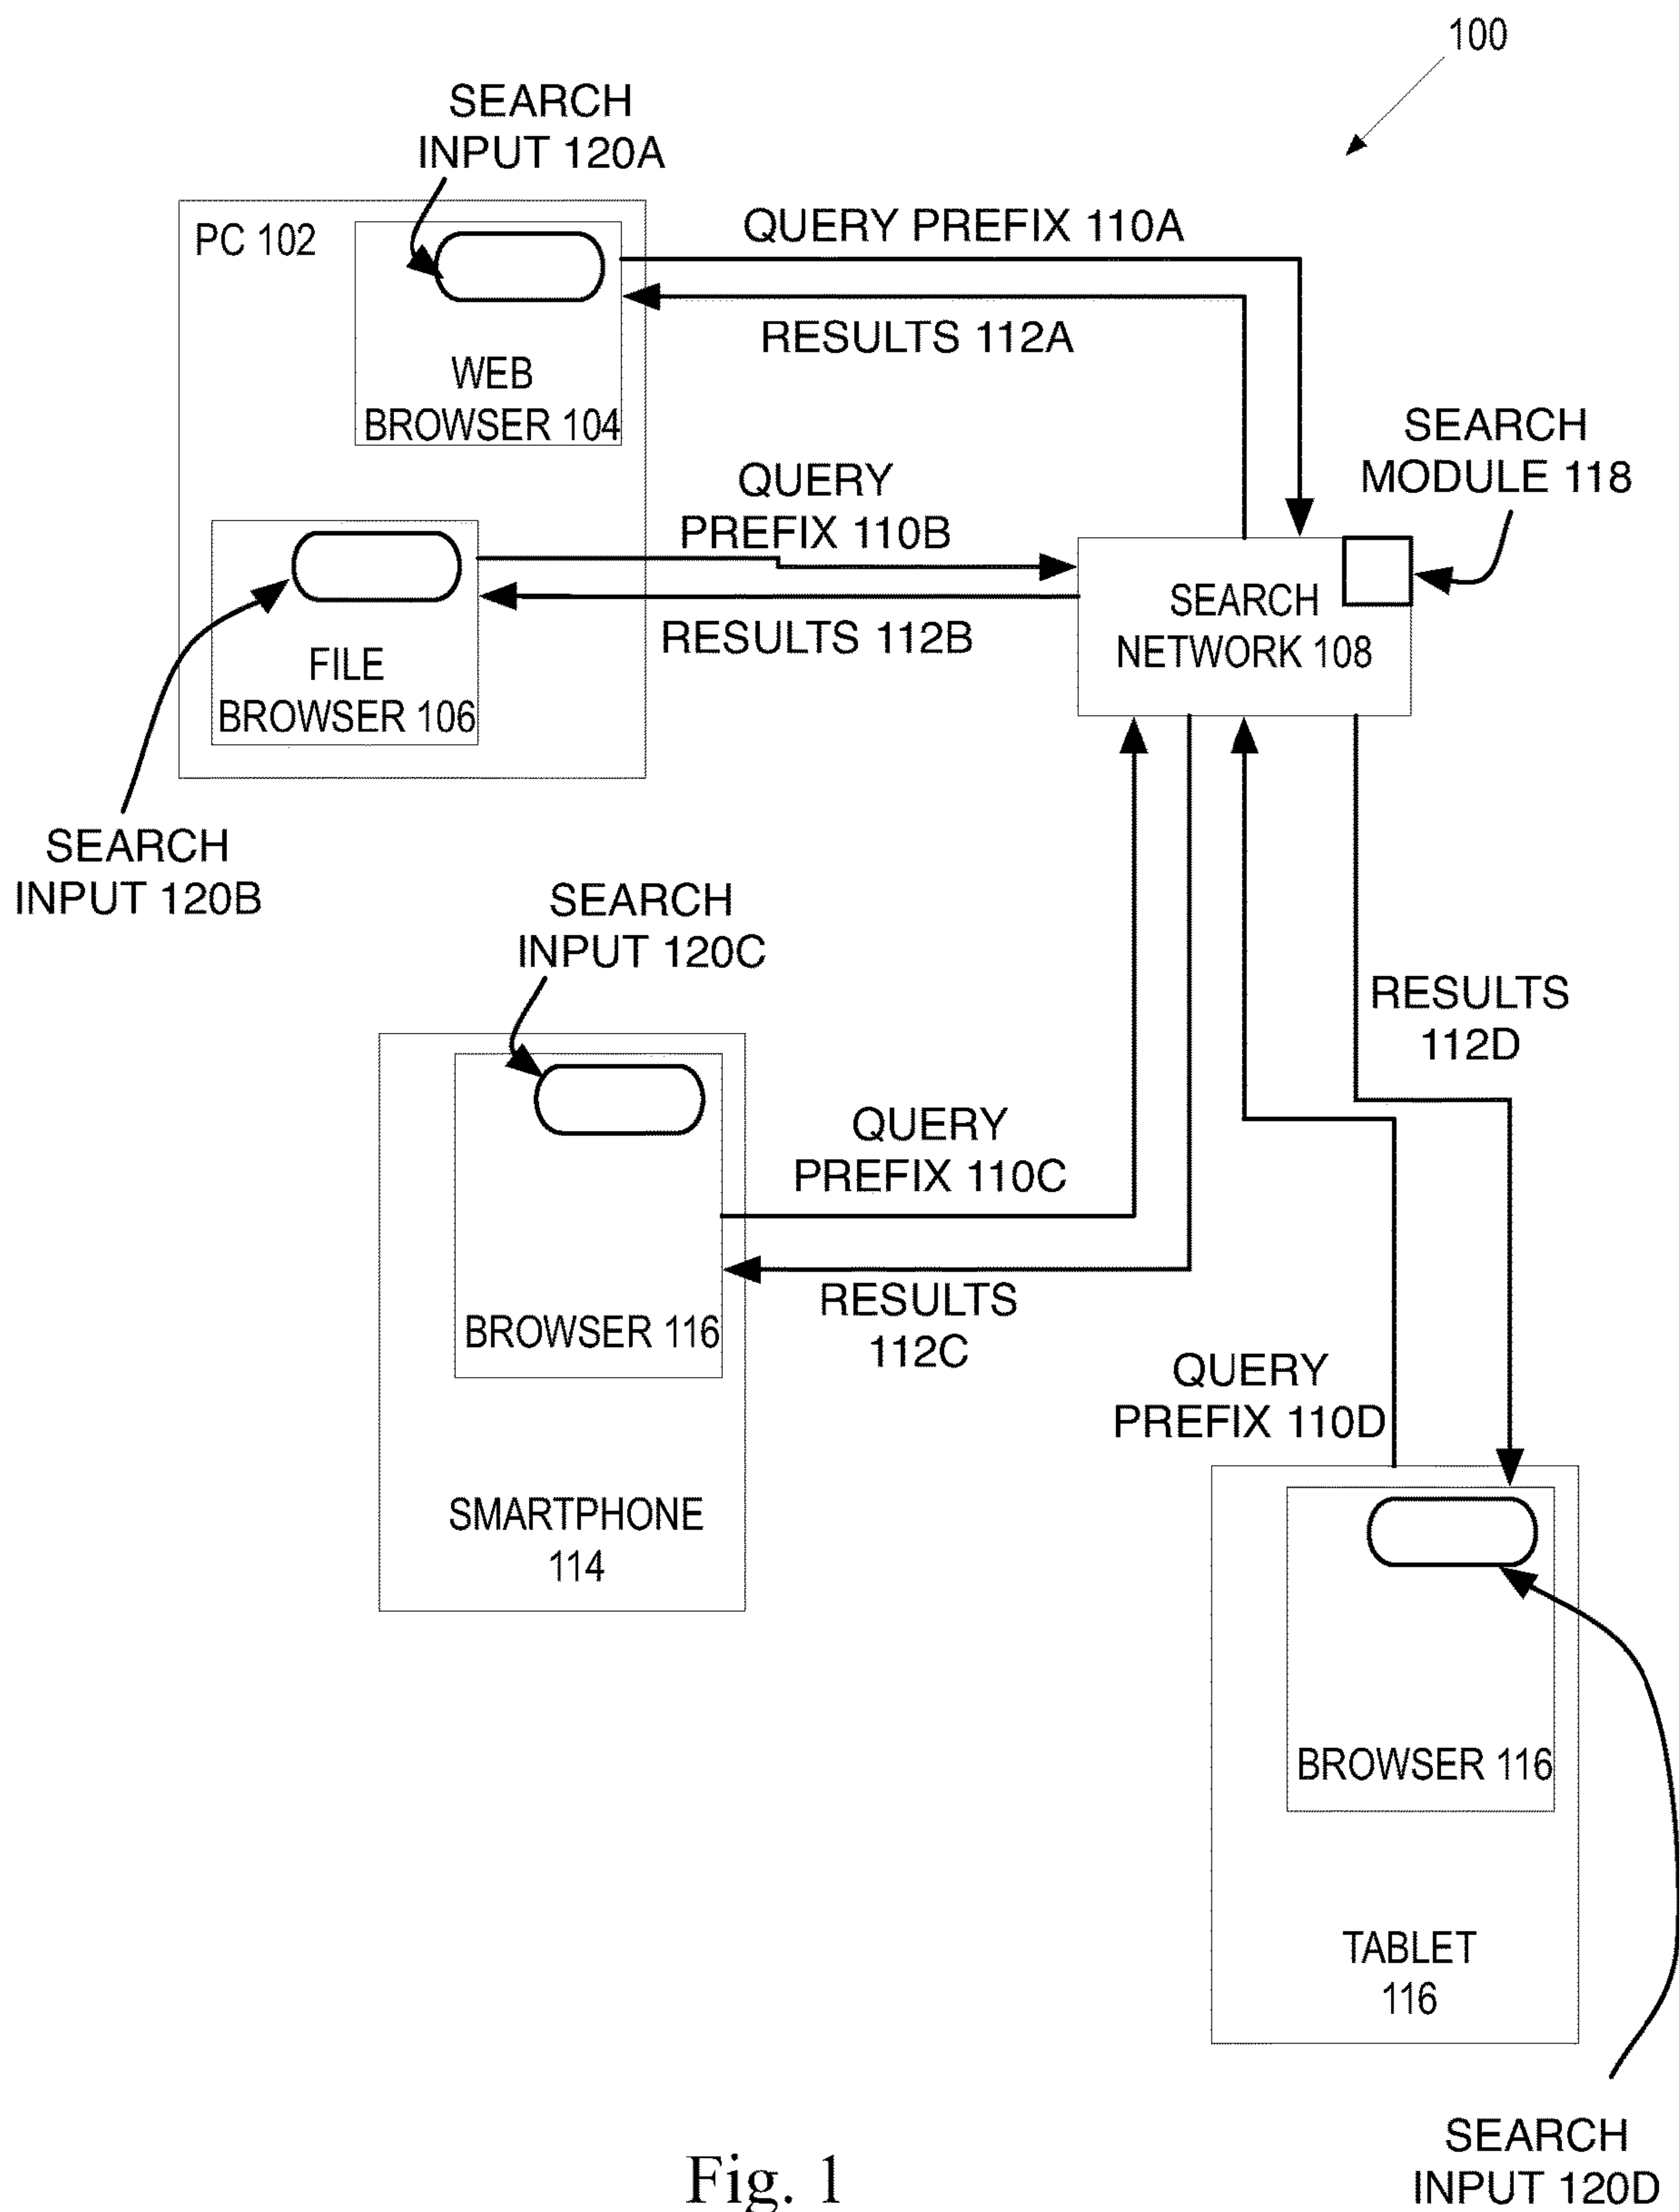 100
SEARCH
INPUT 120A
PC 102
QUERY PREFIX 110A
RESULTS 112A
WEB
BROWSER 104
SEARCH
MODULE 118
QUERY
PREFIX 110B
SEARCH
NETWORK 108
RESULTS 112B
FILE
BROWSER 106
SEARCH
INPUT 120B
SEARCH
INPUT 120C
RESULTS
112D
QUERY
PREFIX 110C
RESULTS
112C
BROWSER 116
QUERY
PREFIX 110D
SMARTPHONE
114
BROWSER 116
TABLET
116
SEARCH
INPUT 120D
Fig. 1